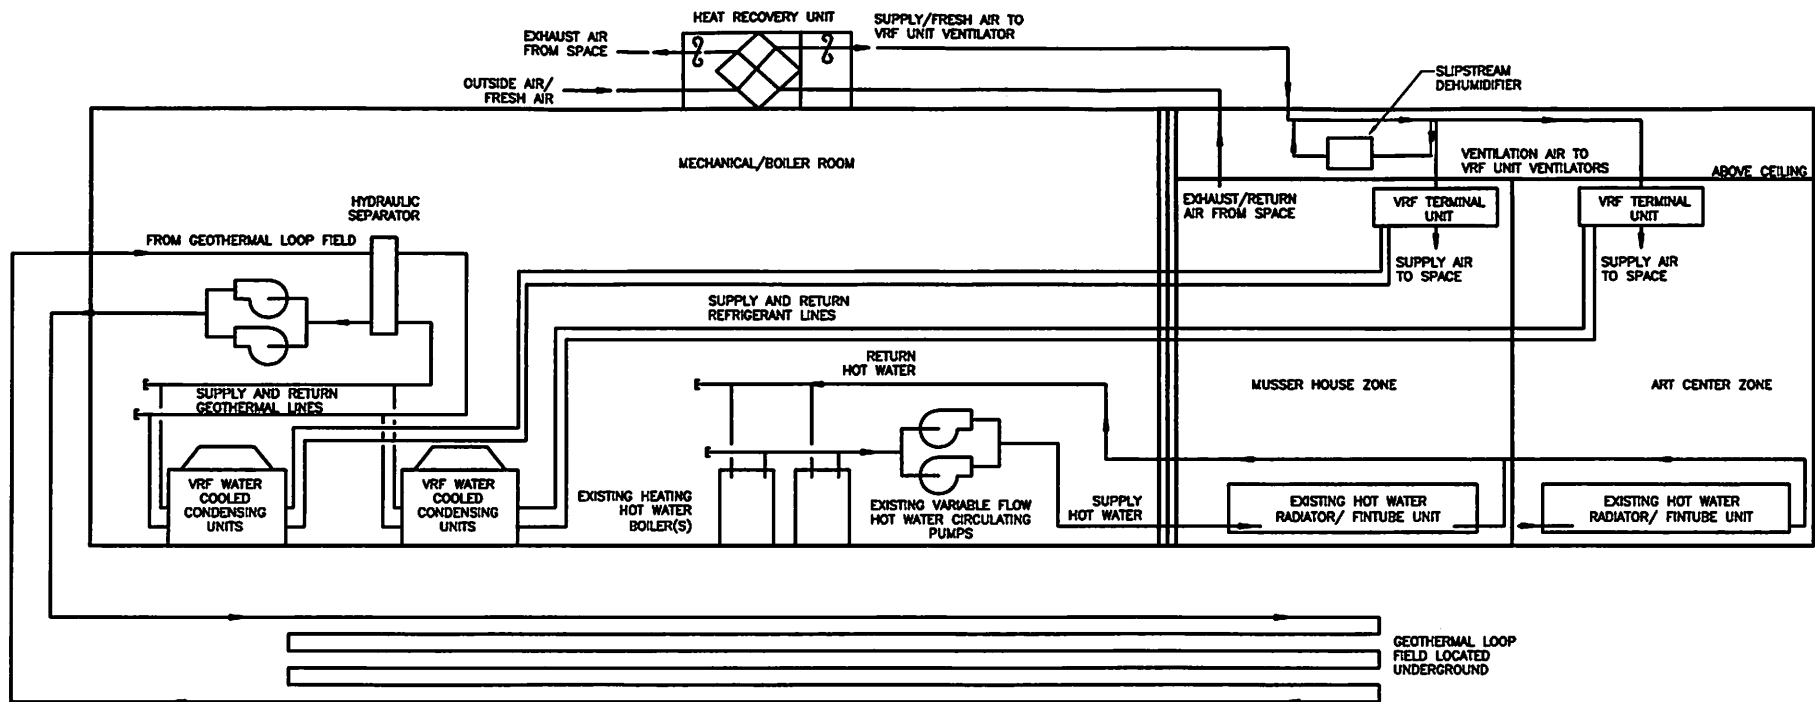 HEAT RECOVERY UNIT
EXHAUST AIR
FROM SPACE
SUPPLY/FRESH AIR TO
VRF UNIT VENTILATOR
OUTSIDE AIR/
FRESH AIR
SLIPSTREAM
DEHUMIDIFIER
MECHANICAL/BOILER ROOM
VENTILATION AIR TO
VRF UNIT VENTILATORS
ABOVE CEILING
EXHAUST/RETURN
AIR FROM SPACE
VRF TERMINAL
UNIT
VRF TERMINAL
UNIT
HYDRAULIC
SEPARATOR
FROM GEOTHERMAL LOOP FIELD
SUPPLY AIR
TO SPACE
SUPPLY AIR
TO SPACE
SUPPLY AND RETURN
REFRIGERANT LINES
RETURN
HOT WATER
SUPPLY AND RETURN
GEOTHERMAL LINES
MUSSER HOUSE ZONE
ART CENTER ZONE
VRF WATER
COOLED
CONDENSING
UNITS
VRF WATER
COOLED
CONDENSING
UNITS
EXISTING HEATING
HOT WATER
BOILER(S)
EXISTING VARIABLE FLOW
HOT WATER CIRCULATING
PUMPS
SUPPLY
HOT WATER
EXISTING HOT WATER
RADIATOR/ FINTUBE UNIT
EXISTING HOT WATER
RADIATOR/ FINTUBE UNIT
GEOTHERMAL LOOP
FIELD LOCATED
UNDERGROUND